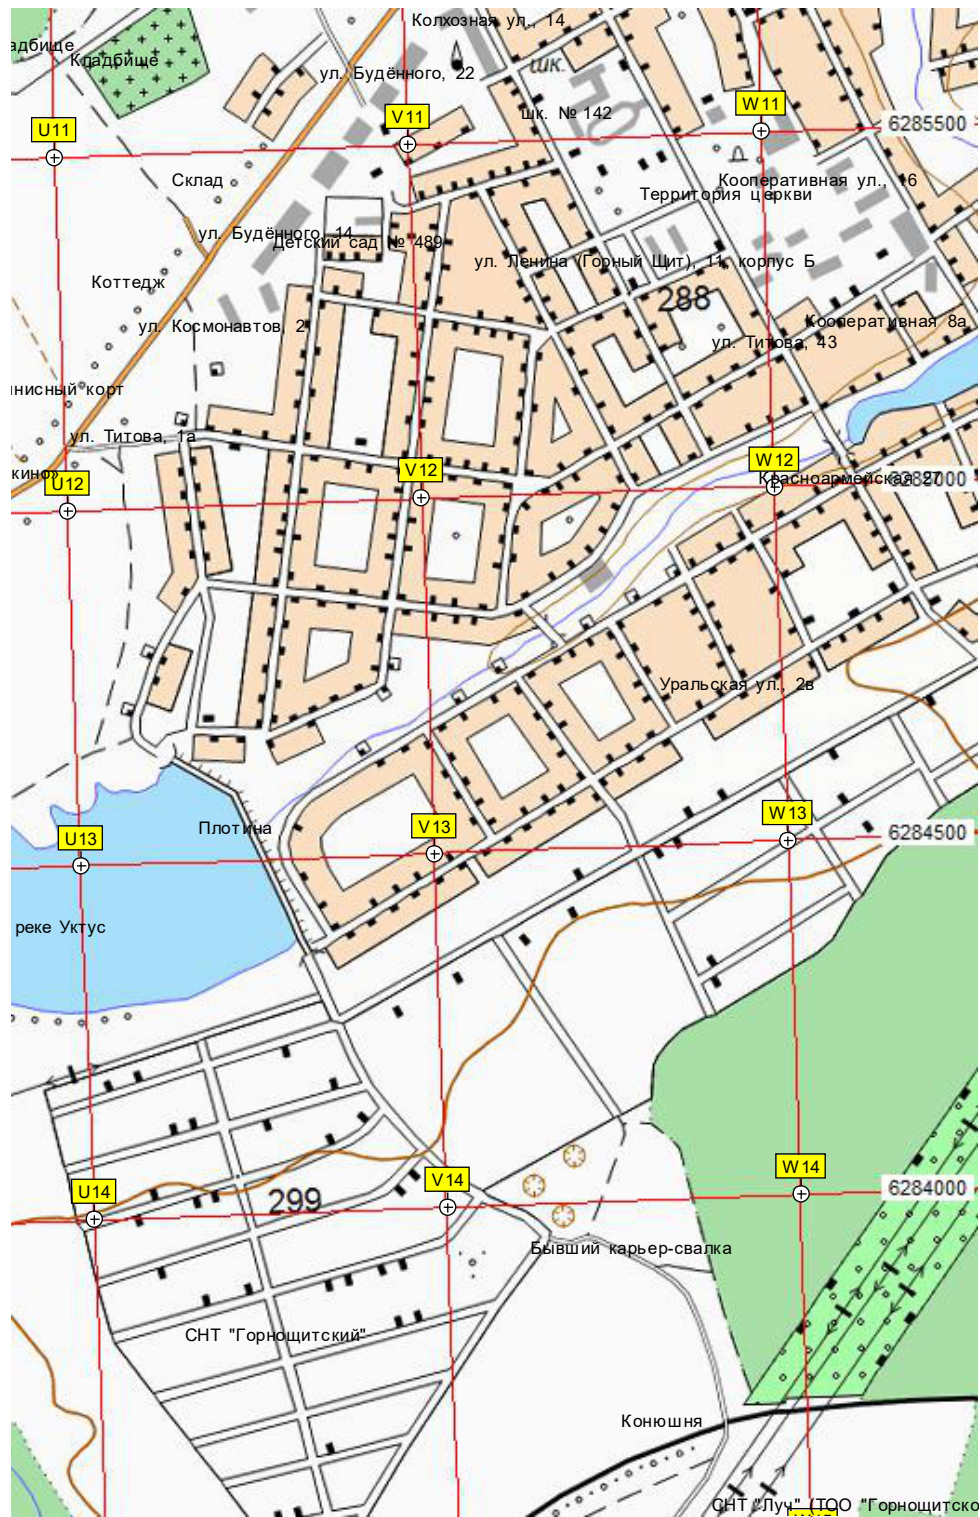 Колхозная ул., 14
адбище
Кладбище
ул. Будённого, 22
шк.
шк. № 142
U11
V11
W11
6285500
Склад
Кооперативная ул., 16
Территория церкви
ул. Будённого, 14
Детский сад № 489
ул. Ленина (Горный Щит), 11, корпус Б
Коттедж
288
ул. Космонавтов, 2
Кооперативная 8а
ул. Титова, 43
ннисный корт
ул. Титова, 1а
кино»
U12
V12
W12
Красноармейская 27
6285000
Уральская ул., 2в
Плотина
U13
V13
W13
6284500
реке Уктус
U14
V14
W14
6284000
299
Бывший карьер-свалка
СНТ "Горнощитский"
Конюшня
СНТ "Луч" (ТОО "Горнощитско